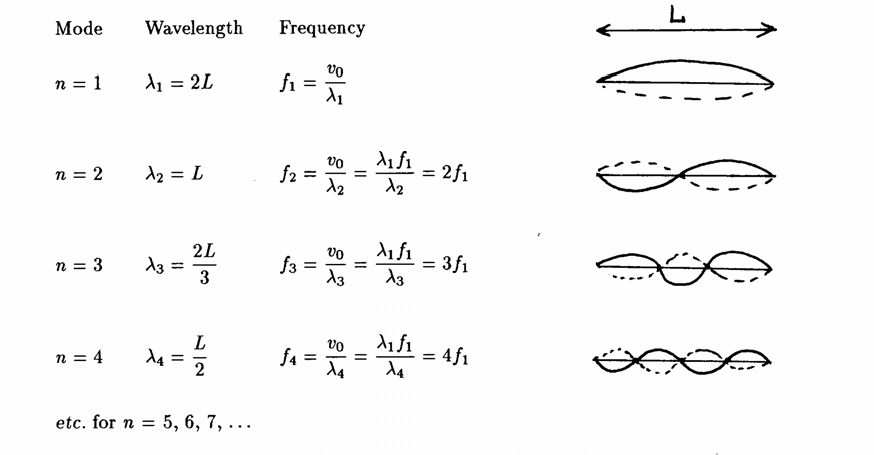 Mode Wavelength Frequency L
n = 1 λ₁ = 2L f₁ = v₀/λ₁
n = 2 λ₂ = L f₂ = v₀/λ₂ = λ₁f₁/λ₂ = 2f₁
n = 3 λ₃ = 2L/3 f₃ = v₀/λ₃ = λ₁f₁/λ₃ = 3f₁
n = 4 λ₄ = L/2 f₄ = v₀/λ₄ = λ₁f₁/λ₄ = 4f₁
etc. for n = 5, 6, 7, ...